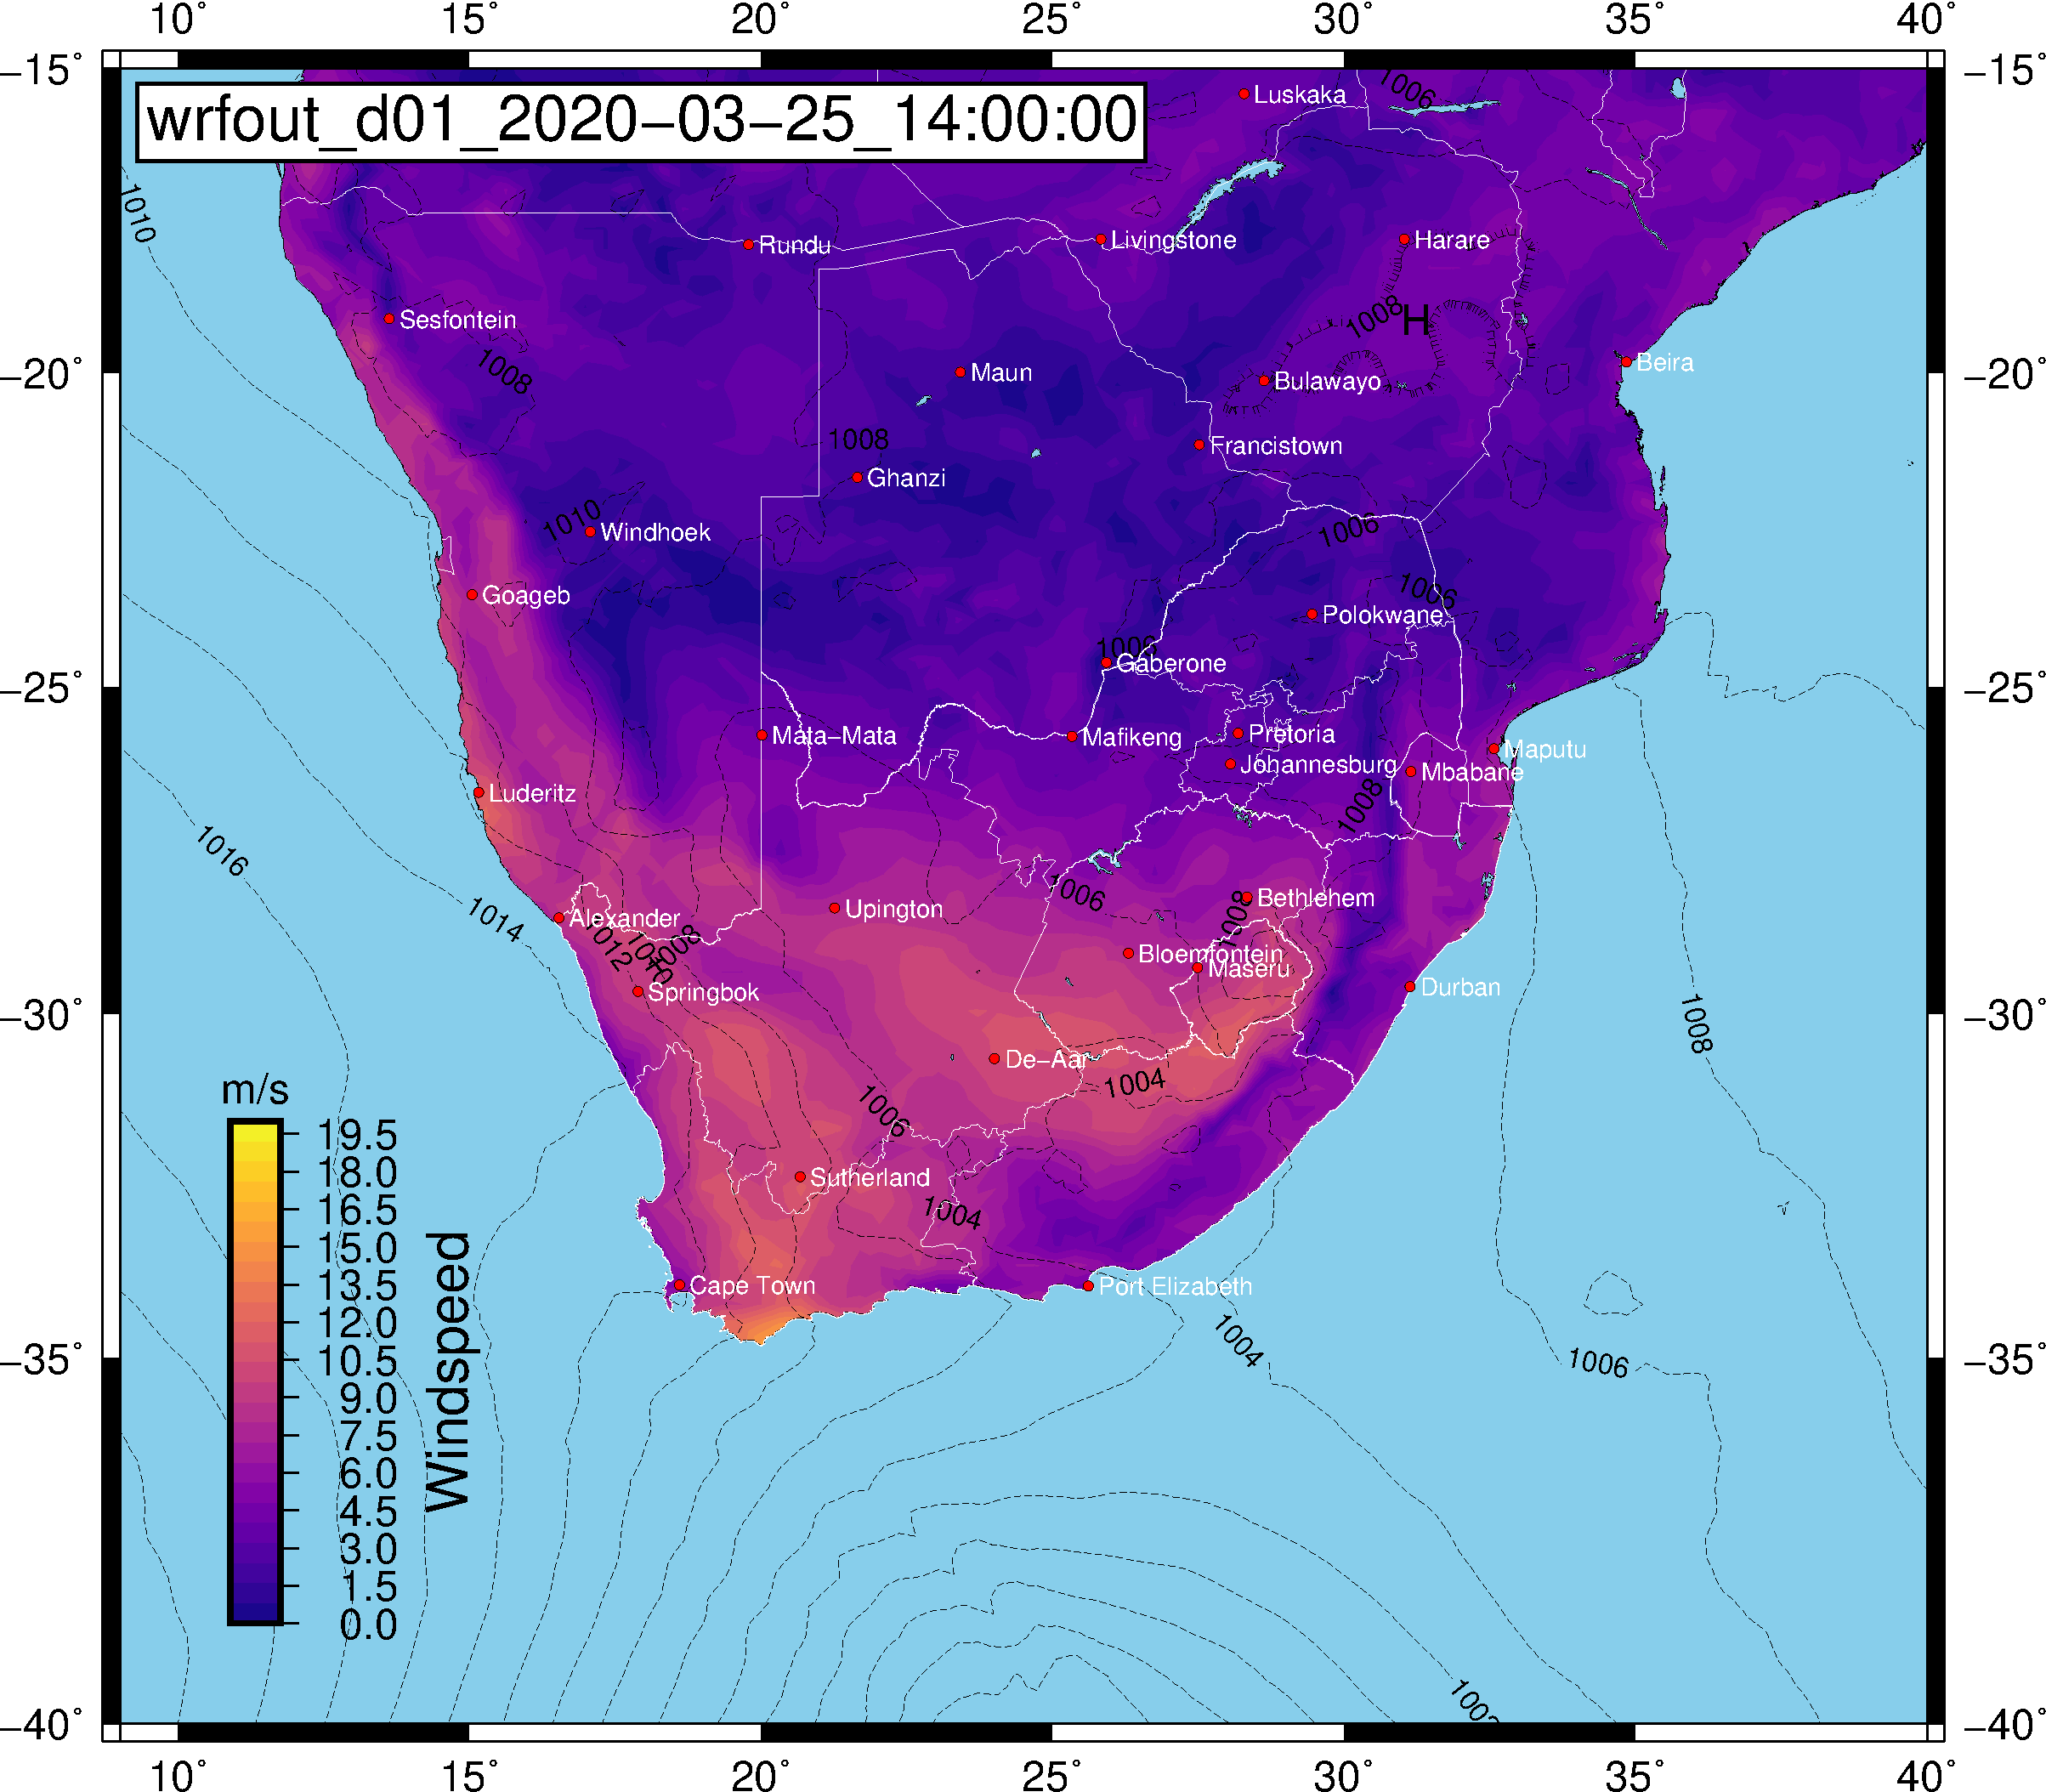 10˚ 15˚ 20˚ 25˚ 30˚ 35˚ 40˚
−15˚ −15˚
wrfout_d01_2020−03−25_14:00:00
Luskaka
1006
1010
Rundu
Livingstone
Harare
Sesfontein
1008
H
1008
Beira
−20˚ −20˚
Maun
Bulawayo
1008
Francistown
Ghanzi
1010
Windhoek
1006
Goageb
1006
Polokwane
1006
Gaberone
−25˚ −25˚
Mata−Mata
Mafikeng
Pretoria
Maputu
Johannesburg
Mbabane
Luderitz
1008
1016
1006
Bethlehem
Upington
1014
Alexander
1008
1012
1010
1008
Bloemfontein
Maseru
Springbok
Durban
−30˚ −30˚
1008
De−Aar
1004
m/s
1006
Sutherland
1004
Cape Town
Port Elizabeth
1004
1006
−35˚ −35˚
19.5
18.0
16.5
15.0
13.5
12.0
10.5
9.0
7.5
6.0
4.5
3.0
1.5
0.0
Windspeed
1002
−40˚ −40˚
10˚ 15˚ 20˚ 25˚ 30˚ 35˚ 40˚